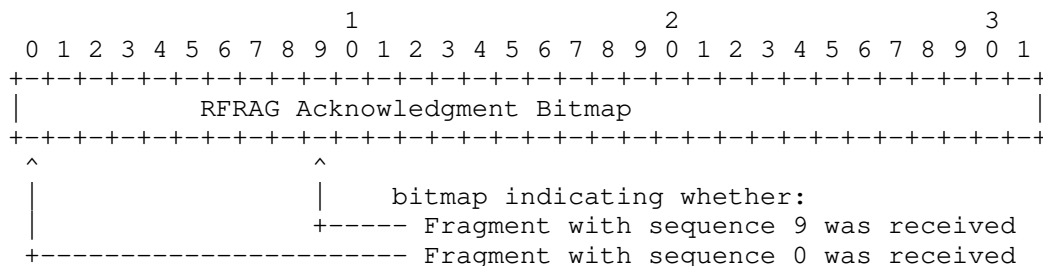 1                   2                   3
 0 1 2 3 4 5 6 7 8 9 0 1 2 3 4 5 6 7 8 9 0 1 2 3 4 5 6 7 8 9 0 1
+-+-+-+-+-+-+-+-+-+-+-+-+-+-+-+-+-+-+-+-+-+-+-+-+-+-+-+-+-+-+-+-+
|           RFRAG Acknowledgment Bitmap                         |
+-+-+-+-+-+-+-+-+-+-+-+-+-+-+-+-+-+-+-+-+-+-+-+-+-+-+-+-+-+-+-+-+
 ^                 ^
 |                 |    bitmap indicating whether:
 |                 +----- Fragment with sequence 9 was received
 +----------------------- Fragment with sequence 0 was received